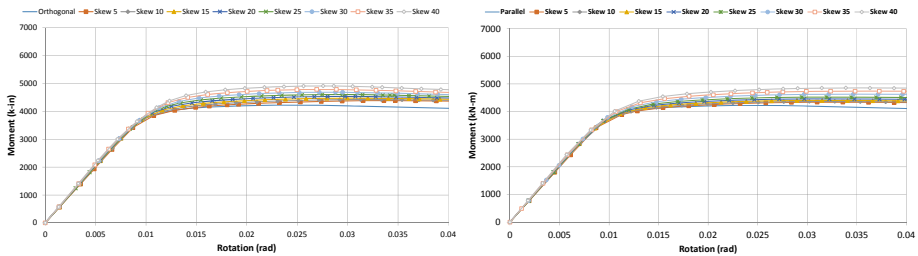 Orthogonal Skew 5 Skew 10 Skew 15 Skew 20 Skew 25 Skew 30 Skew 35 Skew 40
7000
6000
5000
4000
3000
2000
1000
0
Moment (k-in)
0 0.005 0.01 0.015 0.02 0.025 0.03 0.035 0.04
Rotation (rad)
Parallel Skew 5 Skew 10 Skew 15 Skew 20 Skew 25 Skew 30 Skew 35 Skew 40
7000
6000
5000
4000
3000
2000
1000
0
Moment (kN-m)
0 0.005 0.01 0.015 0.02 0.025 0.03 0.035 0.04
Rotation (rad)